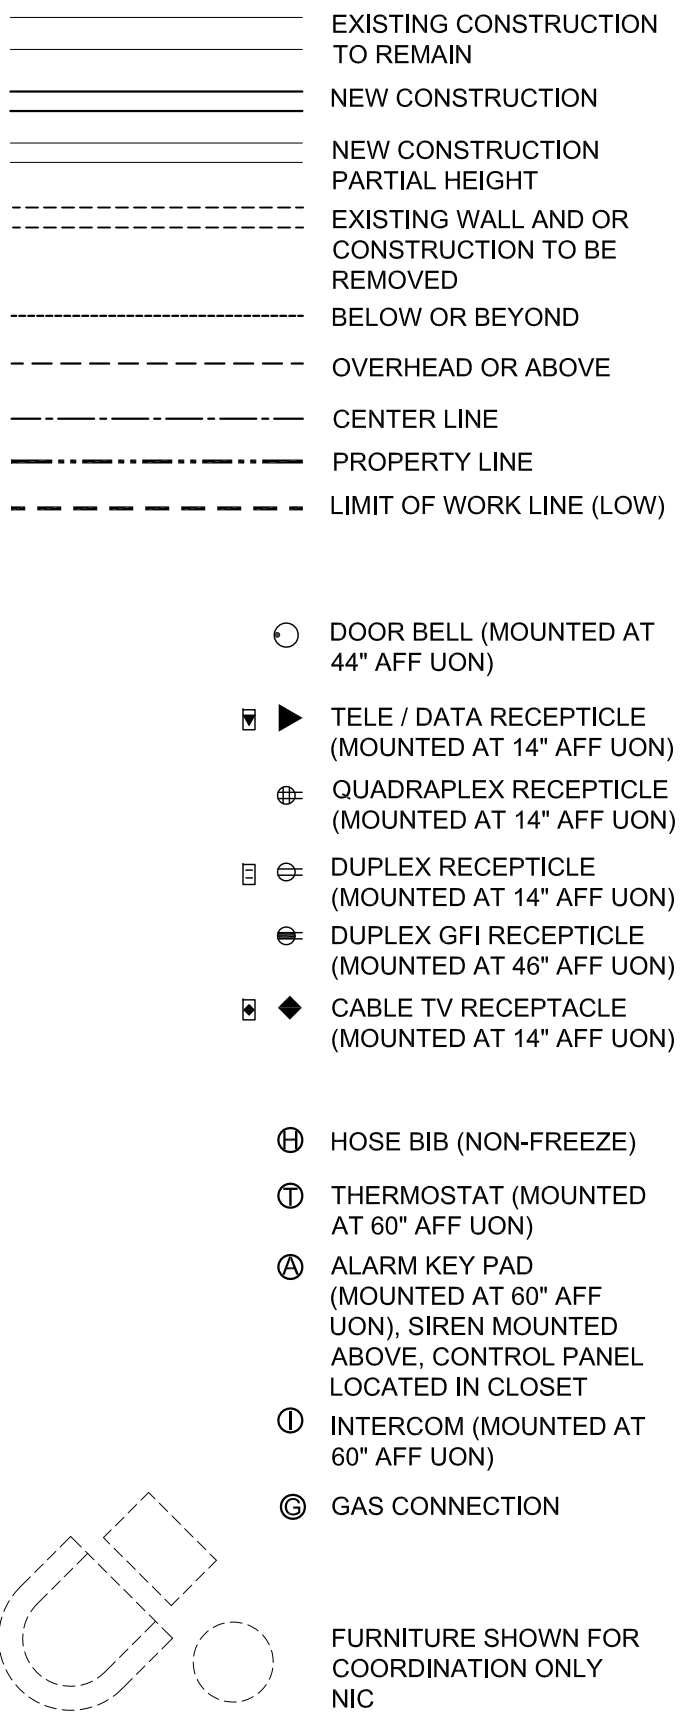 EXISTING CONSTRUCTION
TO REMAIN
NEW CONSTRUCTION
NEW CONSTRUCTION
PARTIAL HEIGHT
EXISTING WALL AND OR
CONSTRUCTION TO BE
REMOVED
BELOW OR BEYOND
OVERHEAD OR ABOVE
CENTER LINE
PROPERTY LINE
LIMIT OF WORK LINE (LOW)
DOOR BELL (MOUNTED AT
44" AFF UON)
TELE / DATA RECEPTICLE
(MOUNTED AT 14" AFF UON)
QUADRAPLEX RECEPTICLE
(MOUNTED AT 14" AFF UON)
DUPLEX RECEPTICLE
(MOUNTED AT 14" AFF UON)
DUPLEX GFI RECEPTICLE
(MOUNTED AT 46" AFF UON)
CABLE TV RECEPTACLE
(MOUNTED AT 14" AFF UON)
H HOSE BIB (NON-FREEZE)
T THERMOSTAT (MOUNTED
AT 60" AFF UON)
A ALARM KEY PAD
(MOUNTED AT 60" AFF
UON), SIREN MOUNTED
ABOVE, CONTROL PANEL
LOCATED IN CLOSET
I INTERCOM (MOUNTED AT
60" AFF UON)
G GAS CONNECTION
FURNITURE SHOWN FOR
COORDINATION ONLY
NIC